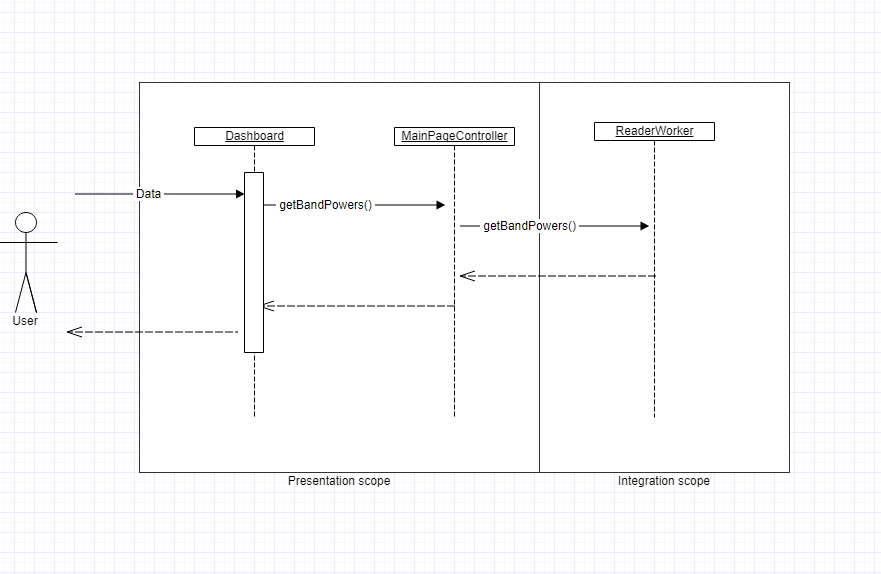 Dashboard
MainPageController
ReaderWorker
Data
getBandPowers()
getBandPowers()
User
Presentation scope
Integration scope